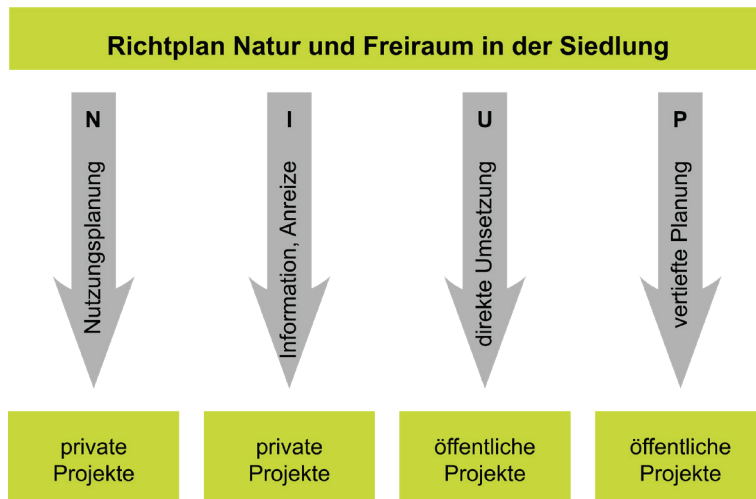 Richtplan Natur und Freiraum in der Siedlung
N
Nutzungsplanung
I
Information, Anreize
U
direkte Umsetzung
P
vertiefte Planung
private
Projekte
private
Projekte
öffentliche
Projekte
öffentliche
Projekte